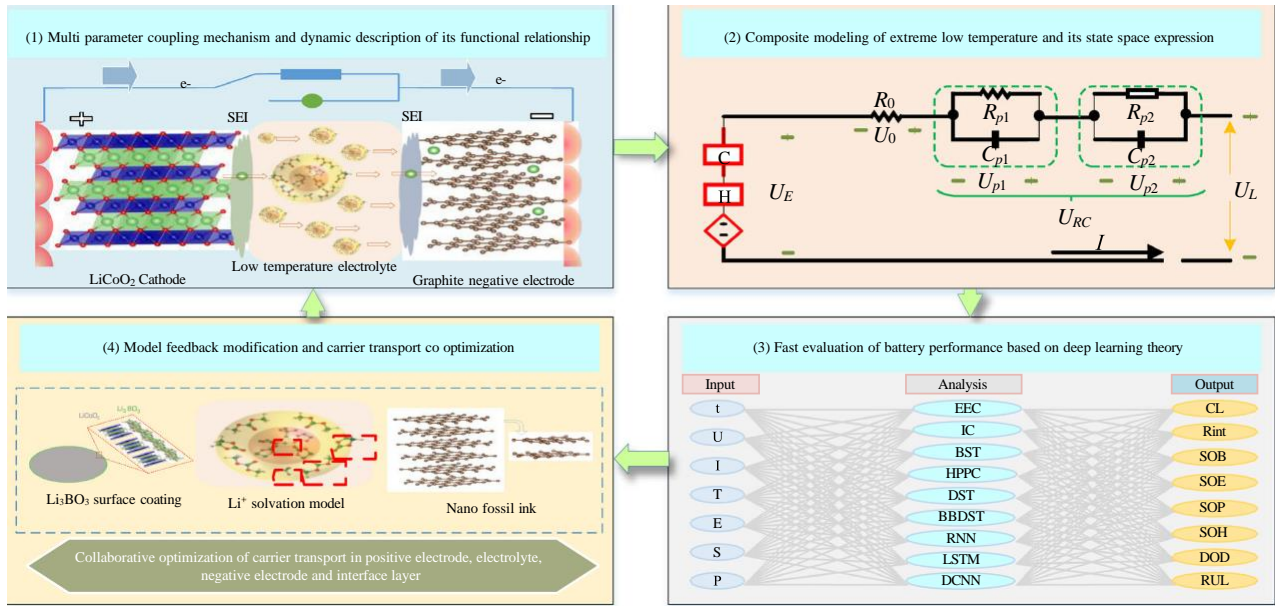 (1) Multi parameter coupling mechanism and dynamic description of its functional relationship
e-
e-
SEI
SEI
LiCoO₂ Cathode
Low temperature electrolyte
Graphite negative electrode
(2) Composite modeling of extreme low temperature and its state space expression
R₀
U₀
Rp1
Cp1
Up1
Rp2
Cp2
Up2
URC
C
H
UE
UL
I
(3) Fast evaluation of battery performance based on deep learning theory
Input
Analysis
Output
t
U
I
T
E
S
P
EEC
IC
BST
HPPC
DST
BBDST
RNN
LSTM
DCNN
CL
Rint
SOB
SOE
SOP
SOH
DOD
RUL
(4) Model feedback modification and carrier transport co optimization
LiCoO₂
Li₃BO₃
Li₃BO₃ surface coating
Li⁺ solvation model
Nano fossil ink
Collaborative optimization of carrier transport in positive electrode, electrolyte,
negative electrode and interface layer